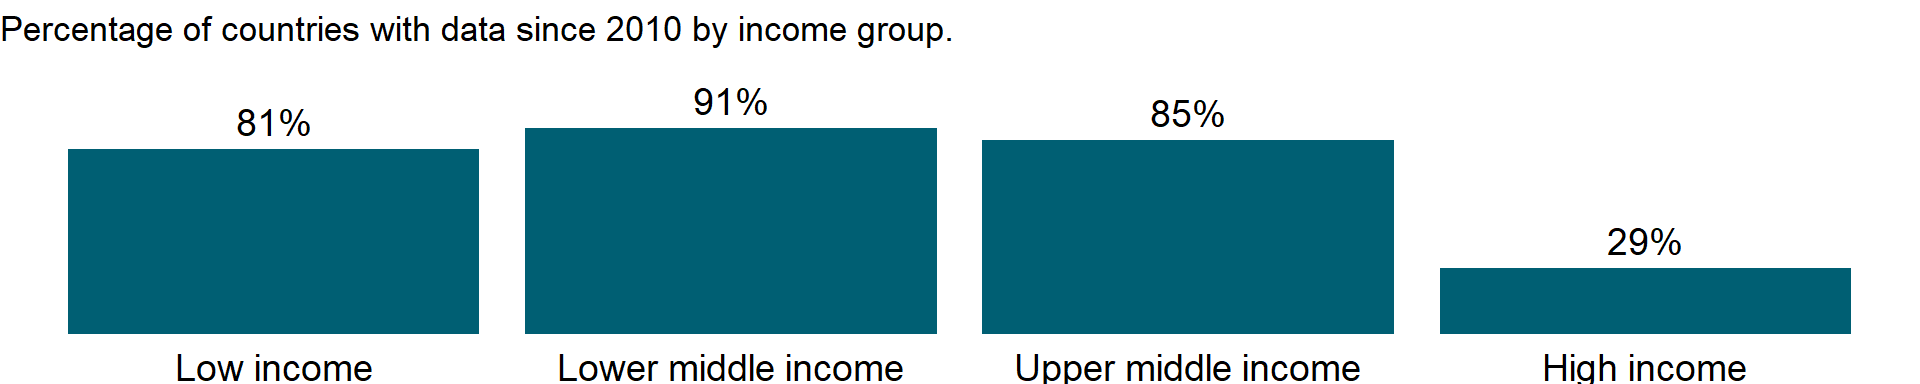 Percentage of countries with data since 2010 by income group.
81%
91%
85%
29%
Low income
Lower middle income
Upper middle income
High income